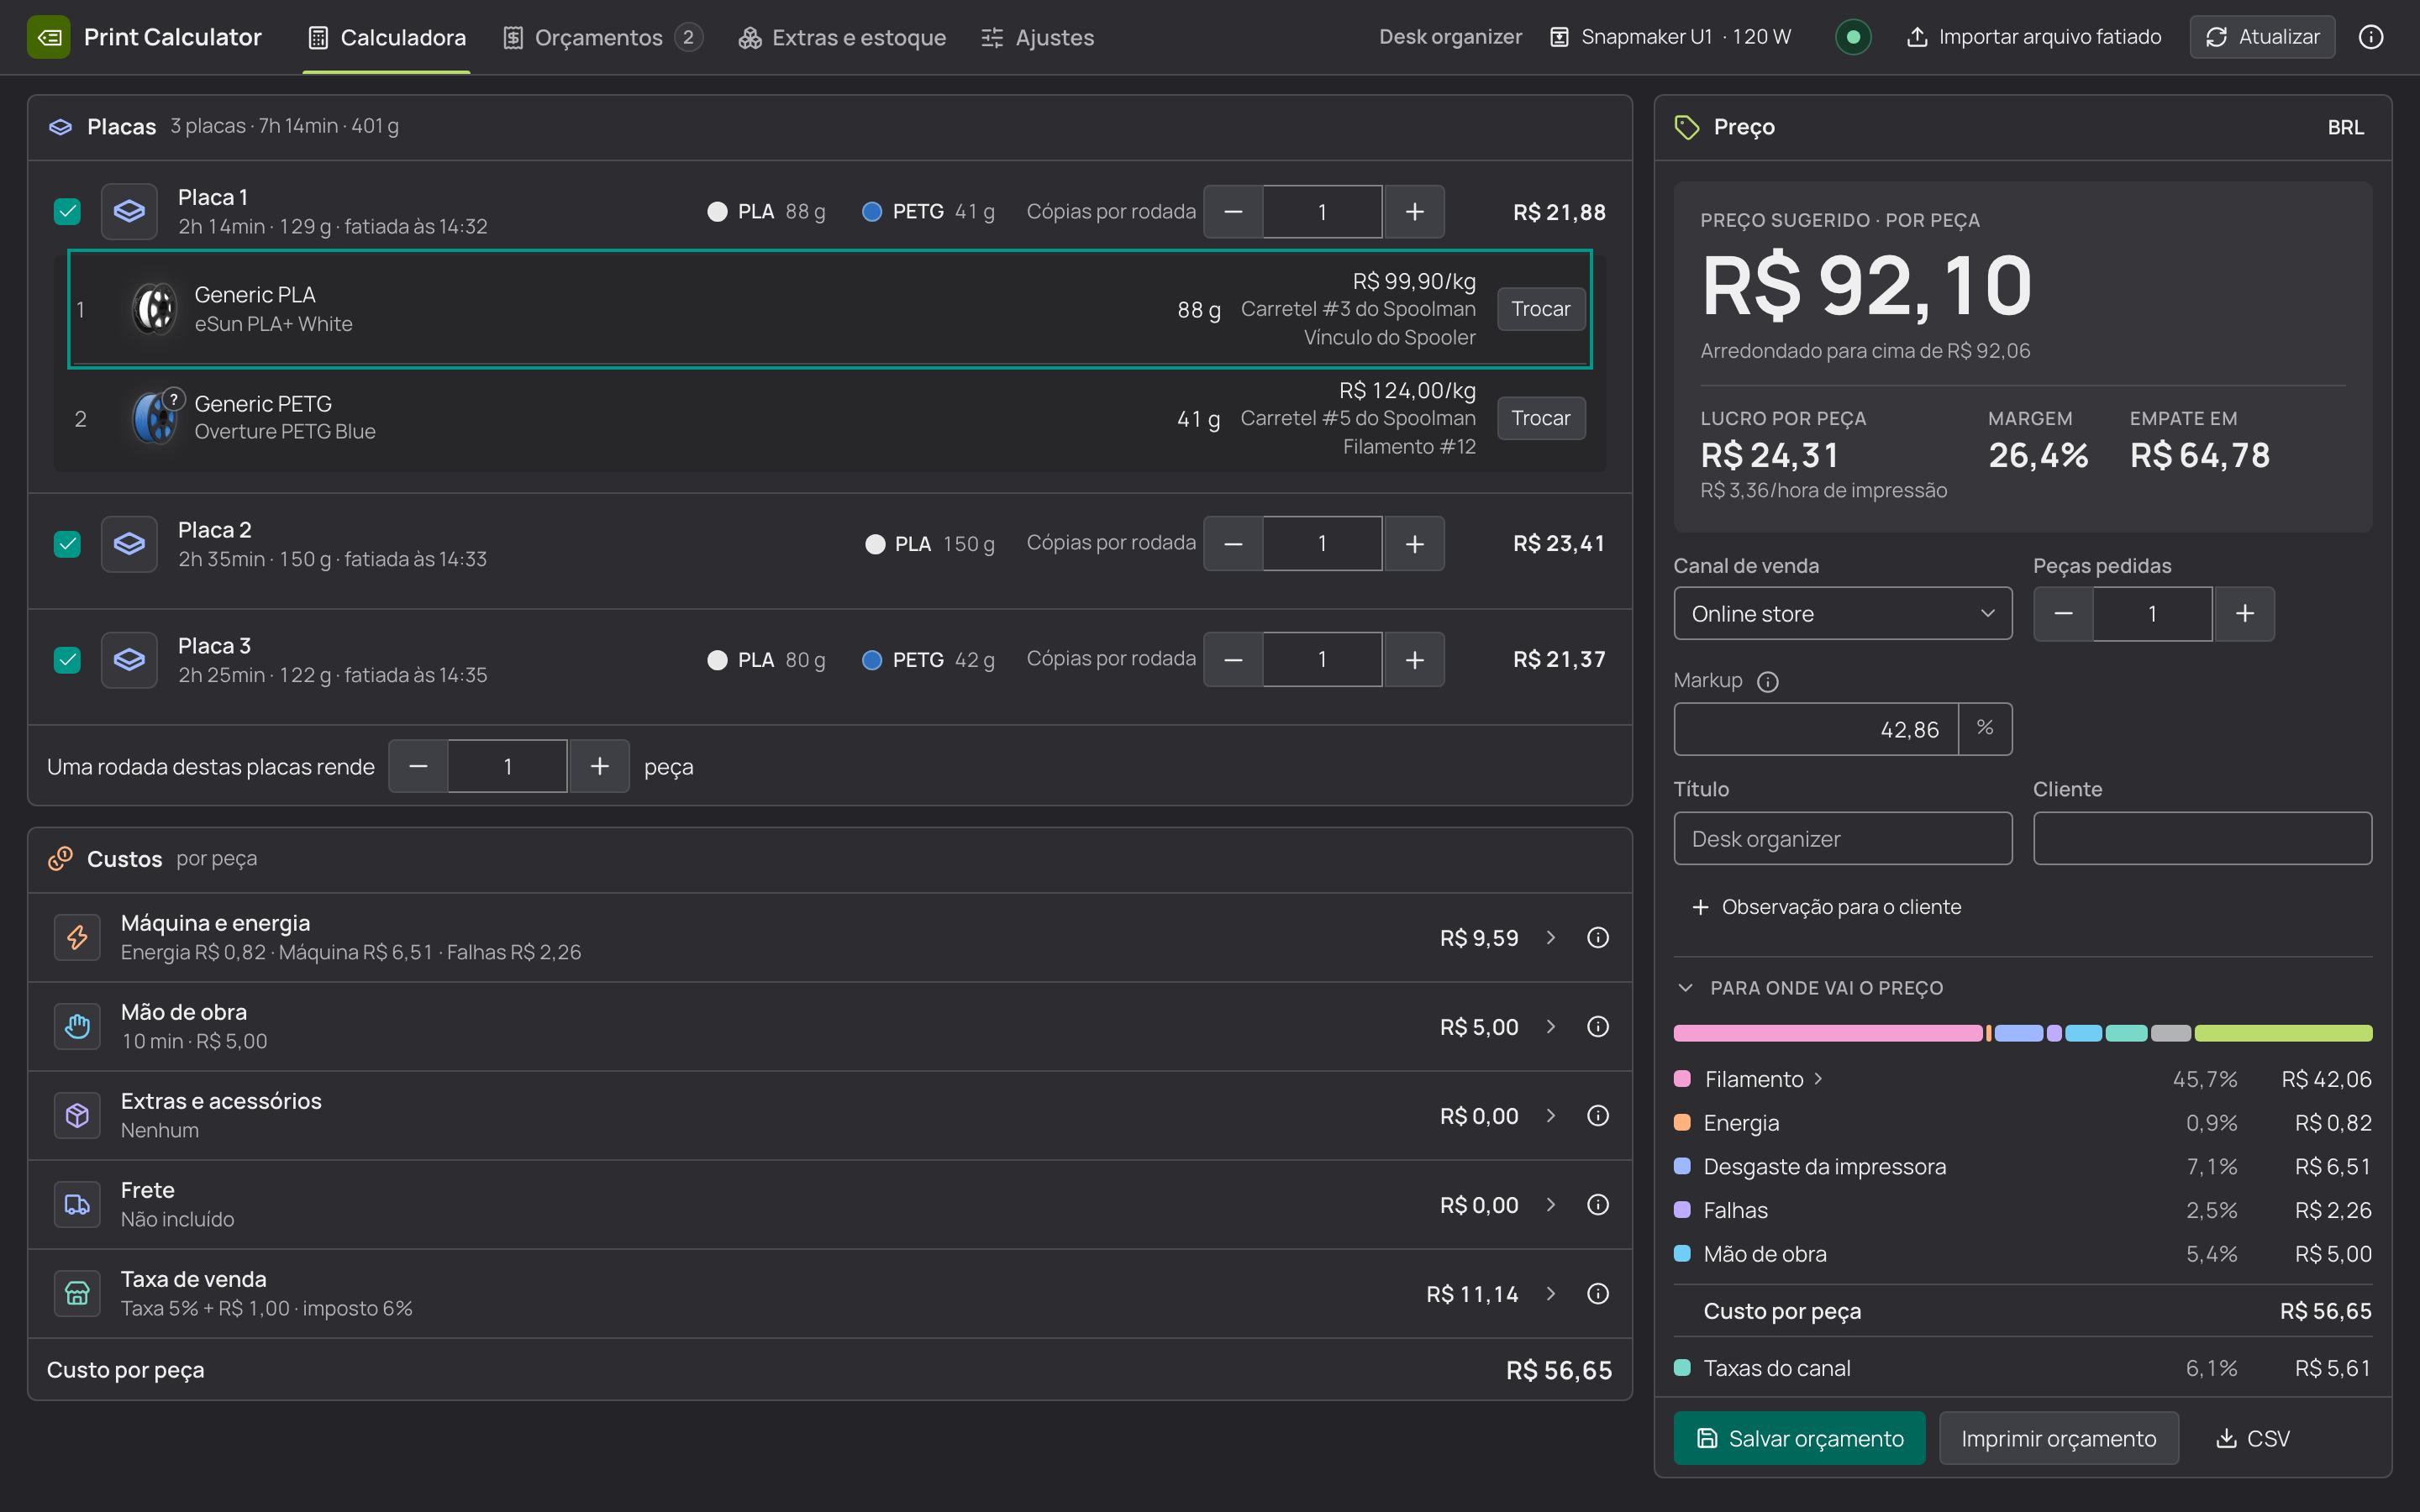 Print Calculator
Calculadora
Orçamentos 2
Extras e estoque
Ajustes
Desk organizer
Snapmaker U1 · 120 W
Importar arquivo fatiado
Atualizar
Placas 3 placas · 7h 14min · 401 g
Placa 1
2h 14min · 129 g · fatiada às 14:32
PLA 88 g
PETG 41 g
Cópias por rodada
1
R$ 21,88
1
Generic PLA
eSun PLA+ White
88 g
R$ 99,90/kg
Carretel #3 do Spoolman
Vínculo do Spooler
Trocar
2
?
Generic PETG
Overture PETG Blue
41 g
R$ 124,00/kg
Carretel #5 do Spoolman
Filamento #12
Trocar
Placa 2
2h 35min · 150 g · fatiada às 14:33
PLA 150 g
Cópias por rodada
1
R$ 23,41
Placa 3
2h 25min · 122 g · fatiada às 14:35
PLA 80 g
PETG 42 g
Cópias por rodada
1
R$ 21,37
Uma rodada destas placas rende 1 peça
Custos por peça
Máquina e energia
Energia R$ 0,82 · Máquina R$ 6,51 · Falhas R$ 2,26
R$ 9,59
Mão de obra
10 min · R$ 5,00
R$ 5,00
Extras e acessórios
Nenhum
R$ 0,00
Frete
Não incluído
R$ 0,00
Taxa de venda
Taxa 5% + R$ 1,00 · imposto 6%
R$ 11,14
Custo por peça R$ 56,65
Preço BRL
PREÇO SUGERIDO · POR PEÇA
R$ 92,10
Arredondado para cima de R$ 92,06
LUCRO POR PEÇA
R$ 24,31
R$ 3,36/hora de impressão
MARGEM
26,4%
EMPATE EM
R$ 64,78
Canal de venda
Online store
Peças pedidas
1
Markup
42,86 %
Título
Desk organizer
Cliente
Observação para o cliente
PARA ONDE VAI O PREÇO
Filamento 45,7% R$ 42,06
Energia 0,9% R$ 0,82
Desgaste da impressora 7,1% R$ 6,51
Falhas 2,5% R$ 2,26
Mão de obra 5,4% R$ 5,00
Custo por peça R$ 56,65
Taxas do canal 6,1% R$ 5,61
Salvar orçamento
Imprimir orçamento
CSV